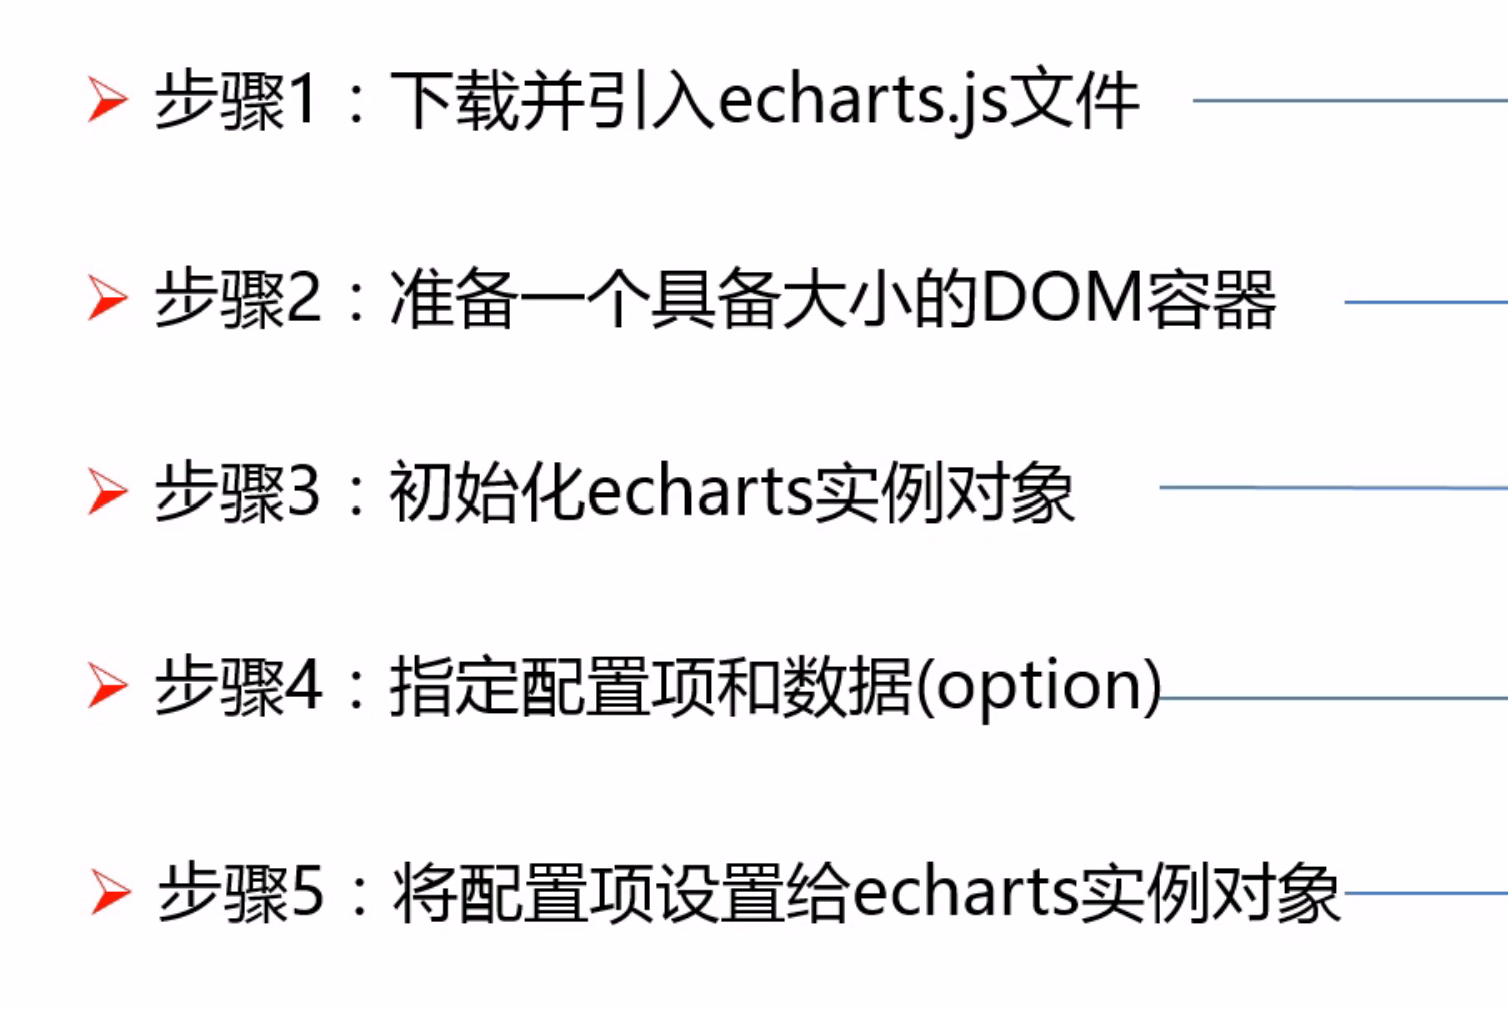 步骤1：下载并引入echarts.js文件
步骤2：准备一个具备大小的DOM容器
步骤3：初始化echarts实例对象
步骤4：指定配置项和数据(option)
步骤5：将配置项设置给echarts实例对象